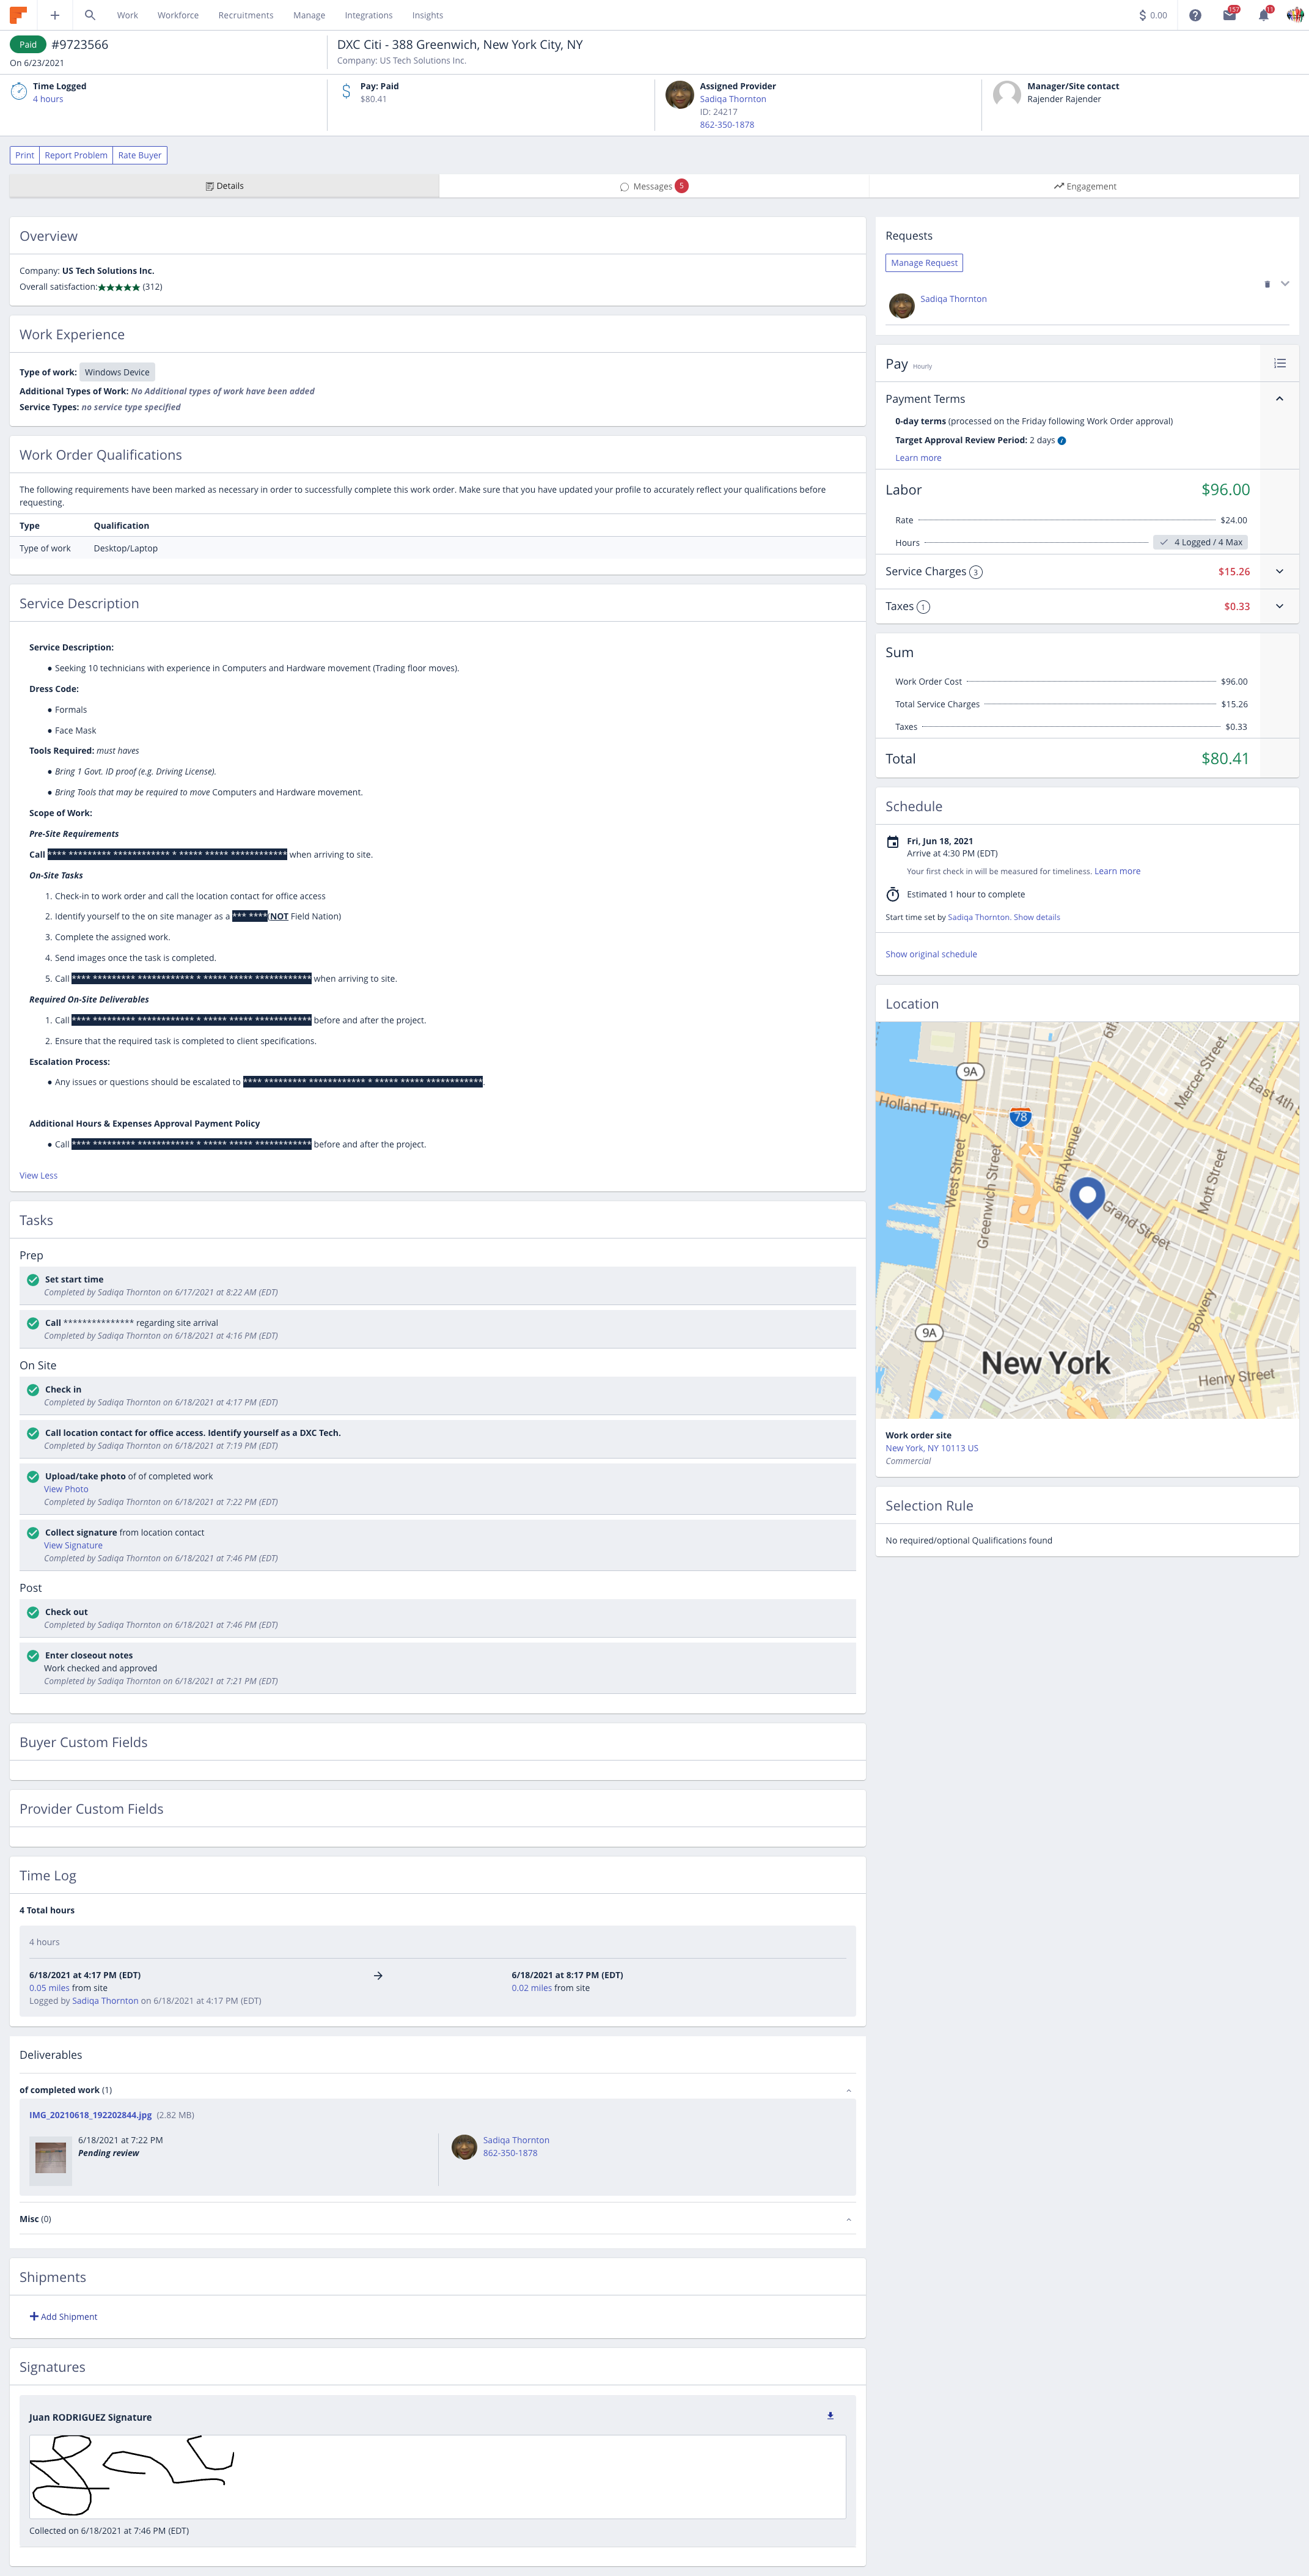 Work Workforce Recruitments Manage Integrations Insights $ 0.00 157 11
Paid #9723566
On 6/23/2021
DXC Citi - 388 Greenwich, New York City, NY
Company: US Tech Solutions Inc.
Time Logged
4 hours
Pay: Paid
$80.41
Assigned Provider
Sadiqa Thornton
ID: 24217
862-350-1878
Manager/Site contact
Rajender Rajender
Print Report Problem Rate Buyer
Details Messages 5 Engagement
Overview
Company: US Tech Solutions Inc.
Overall satisfaction:★★★★★ (312)
Work Experience
Type of work: Windows Device
Additional Types of Work: No Additional types of work have been added
Service Types: no service type specified
Work Order Qualifications
The following requirements have been marked as necessary in order to successfully complete this work order. Make sure that you have updated your profile to accurately reflect your qualifications before
requesting.
Type Qualification
Type of work Desktop/Laptop
Service Description
Service Description:
● Seeking 10 technicians with experience in Computers and Hardware movement (Trading floor moves).
Dress Code:
● Formals
● Face Mask
Tools Required: must haves
● Bring 1 Govt. ID proof (e.g. Driving License).
● Bring Tools that may be required to move Computers and Hardware movement.
Scope of Work:
Pre-Site Requirements
Call **** ********* ************ * ***** ***** ************ when arriving to site.
On-Site Tasks
1. Check-in to work order and call the location contact for office access
2. Identify yourself to the on site manager as a *** ****(NOT Field Nation)
3. Complete the assigned work.
4. Send images once the task is completed.
5. Call **** ********* ************ * ***** ***** ************ when arriving to site.
Required On-Site Deliverables
1. Call **** ********* ************ * ***** ***** ************ before and after the project.
2. Ensure that the required task is completed to client specifications.
Escalation Process:
● Any issues or questions should be escalated to **** ********* ************ * ***** ***** ************.
Additional Hours & Expenses Approval Payment Policy
● Call **** ********* ************ * ***** ***** ************ before and after the project.
View Less
Tasks
Prep
Set start time
Completed by Sadiqa Thornton on 6/17/2021 at 8:22 AM (EDT)
Call *************** regarding site arrival
Completed by Sadiqa Thornton on 6/18/2021 at 4:16 PM (EDT)
On Site
Check in
Completed by Sadiqa Thornton on 6/18/2021 at 4:17 PM (EDT)
Call location contact for office access. Identify yourself as a DXC Tech.
Completed by Sadiqa Thornton on 6/18/2021 at 7:19 PM (EDT)
Upload/take photo of of completed work
View Photo
Completed by Sadiqa Thornton on 6/18/2021 at 7:22 PM (EDT)
Collect signature from location contact
View Signature
Completed by Sadiqa Thornton on 6/18/2021 at 7:46 PM (EDT)
Post
Check out
Completed by Sadiqa Thornton on 6/18/2021 at 7:46 PM (EDT)
Enter closeout notes
Work checked and approved
Completed by Sadiqa Thornton on 6/18/2021 at 7:21 PM (EDT)
Buyer Custom Fields
Provider Custom Fields
Time Log
4 Total hours
4 hours
6/18/2021 at 4:17 PM (EDT) → 6/18/2021 at 8:17 PM (EDT)
0.05 miles from site 0.02 miles from site
Logged by Sadiqa Thornton on 6/18/2021 at 4:17 PM (EDT)
Deliverables
of completed work (1)
IMG_20210618_192202844.jpg (2.82 MB)
6/18/2021 at 7:22 PM
Pending review
Sadiqa Thornton
862-350-1878
Misc (0)
Shipments
+ Add Shipment
Signatures
Juan RODRIGUEZ Signature
Collected on 6/18/2021 at 7:46 PM (EDT)
Requests
Manage Request
Sadiqa Thornton
Pay Hourly
Payment Terms
0-day terms (processed on the Friday following Work Order approval)
Target Approval Review Period: 2 days
Learn more
Labor $96.00
Rate $24.00
Hours 4 Logged / 4 Max
Service Charges 3 $15.26
Taxes 1 $0.33
Sum
Work Order Cost $96.00
Total Service Charges $15.26
Taxes $0.33
Total $80.41
Schedule
Fri, Jun 18, 2021
Arrive at 4:30 PM (EDT)
Your first check in will be measured for timeliness. Learn more
Estimated 1 hour to complete
Start time set by Sadiqa Thornton. Show details
Show original schedule
Location
6th
9A
Mercer Street
East 4th S
Holland Tunnel
78
6th Avenue
West Street
Greenwich Street
Mott Street
Grand Street
Bowery
9A
New York
Henry Street
Work order site
New York, NY 10113 US
Commercial
Selection Rule
No required/optional Qualifications found